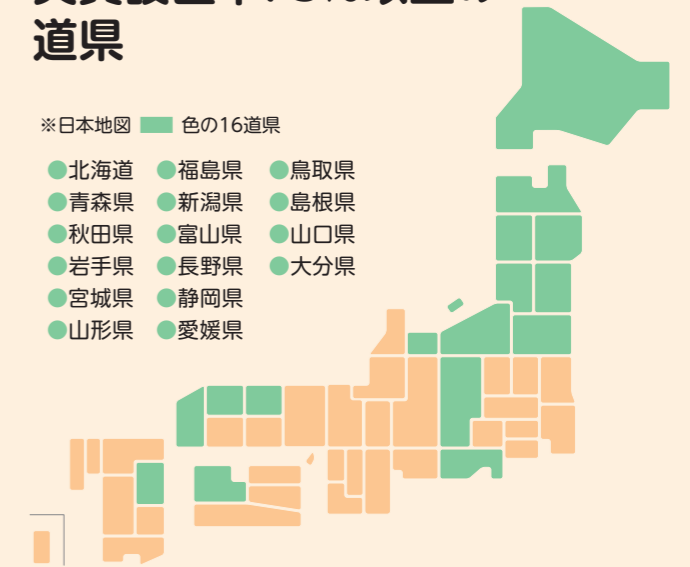 道県
※日本地図 色の16道県
●北海道 ●福島県 ●鳥取県
●青森県 ●新潟県 ●島根県
●秋田県 ●富山県 ●山口県
●岩手県 ●長野県 ●大分県
●宮城県 ●静岡県
●山形県 ●愛媛県